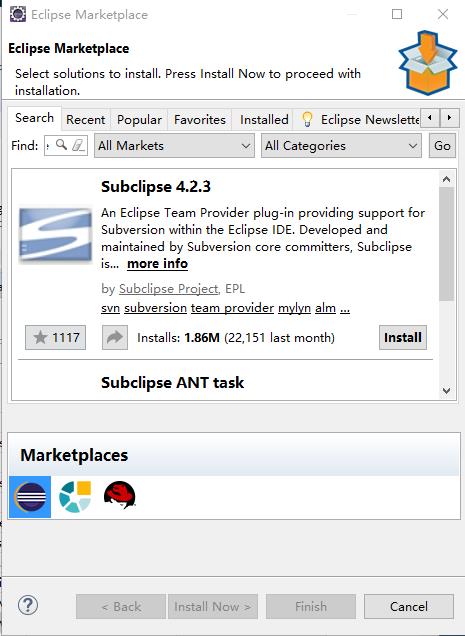 Eclipse Marketplace
Eclipse Marketplace
Select solutions to install. Press Install Now to proceed with
installation.
Search Recent Popular Favorites Installed Eclipse Newslette
Find: All Markets All Categories Go
Subclipse 4.2.3
An Eclipse Team Provider plug-in providing support for
Subversion within the Eclipse IDE. Developed and
maintained by Subversion core committers, Subclipse
is... more info
by Subclipse Project, EPL
svn subversion team provider mylyn alm ...
1117 Installs: 1.86M (22,151 last month) Install
Subclipse ANT task
Marketplaces
? < Back Install Now > Finish Cancel